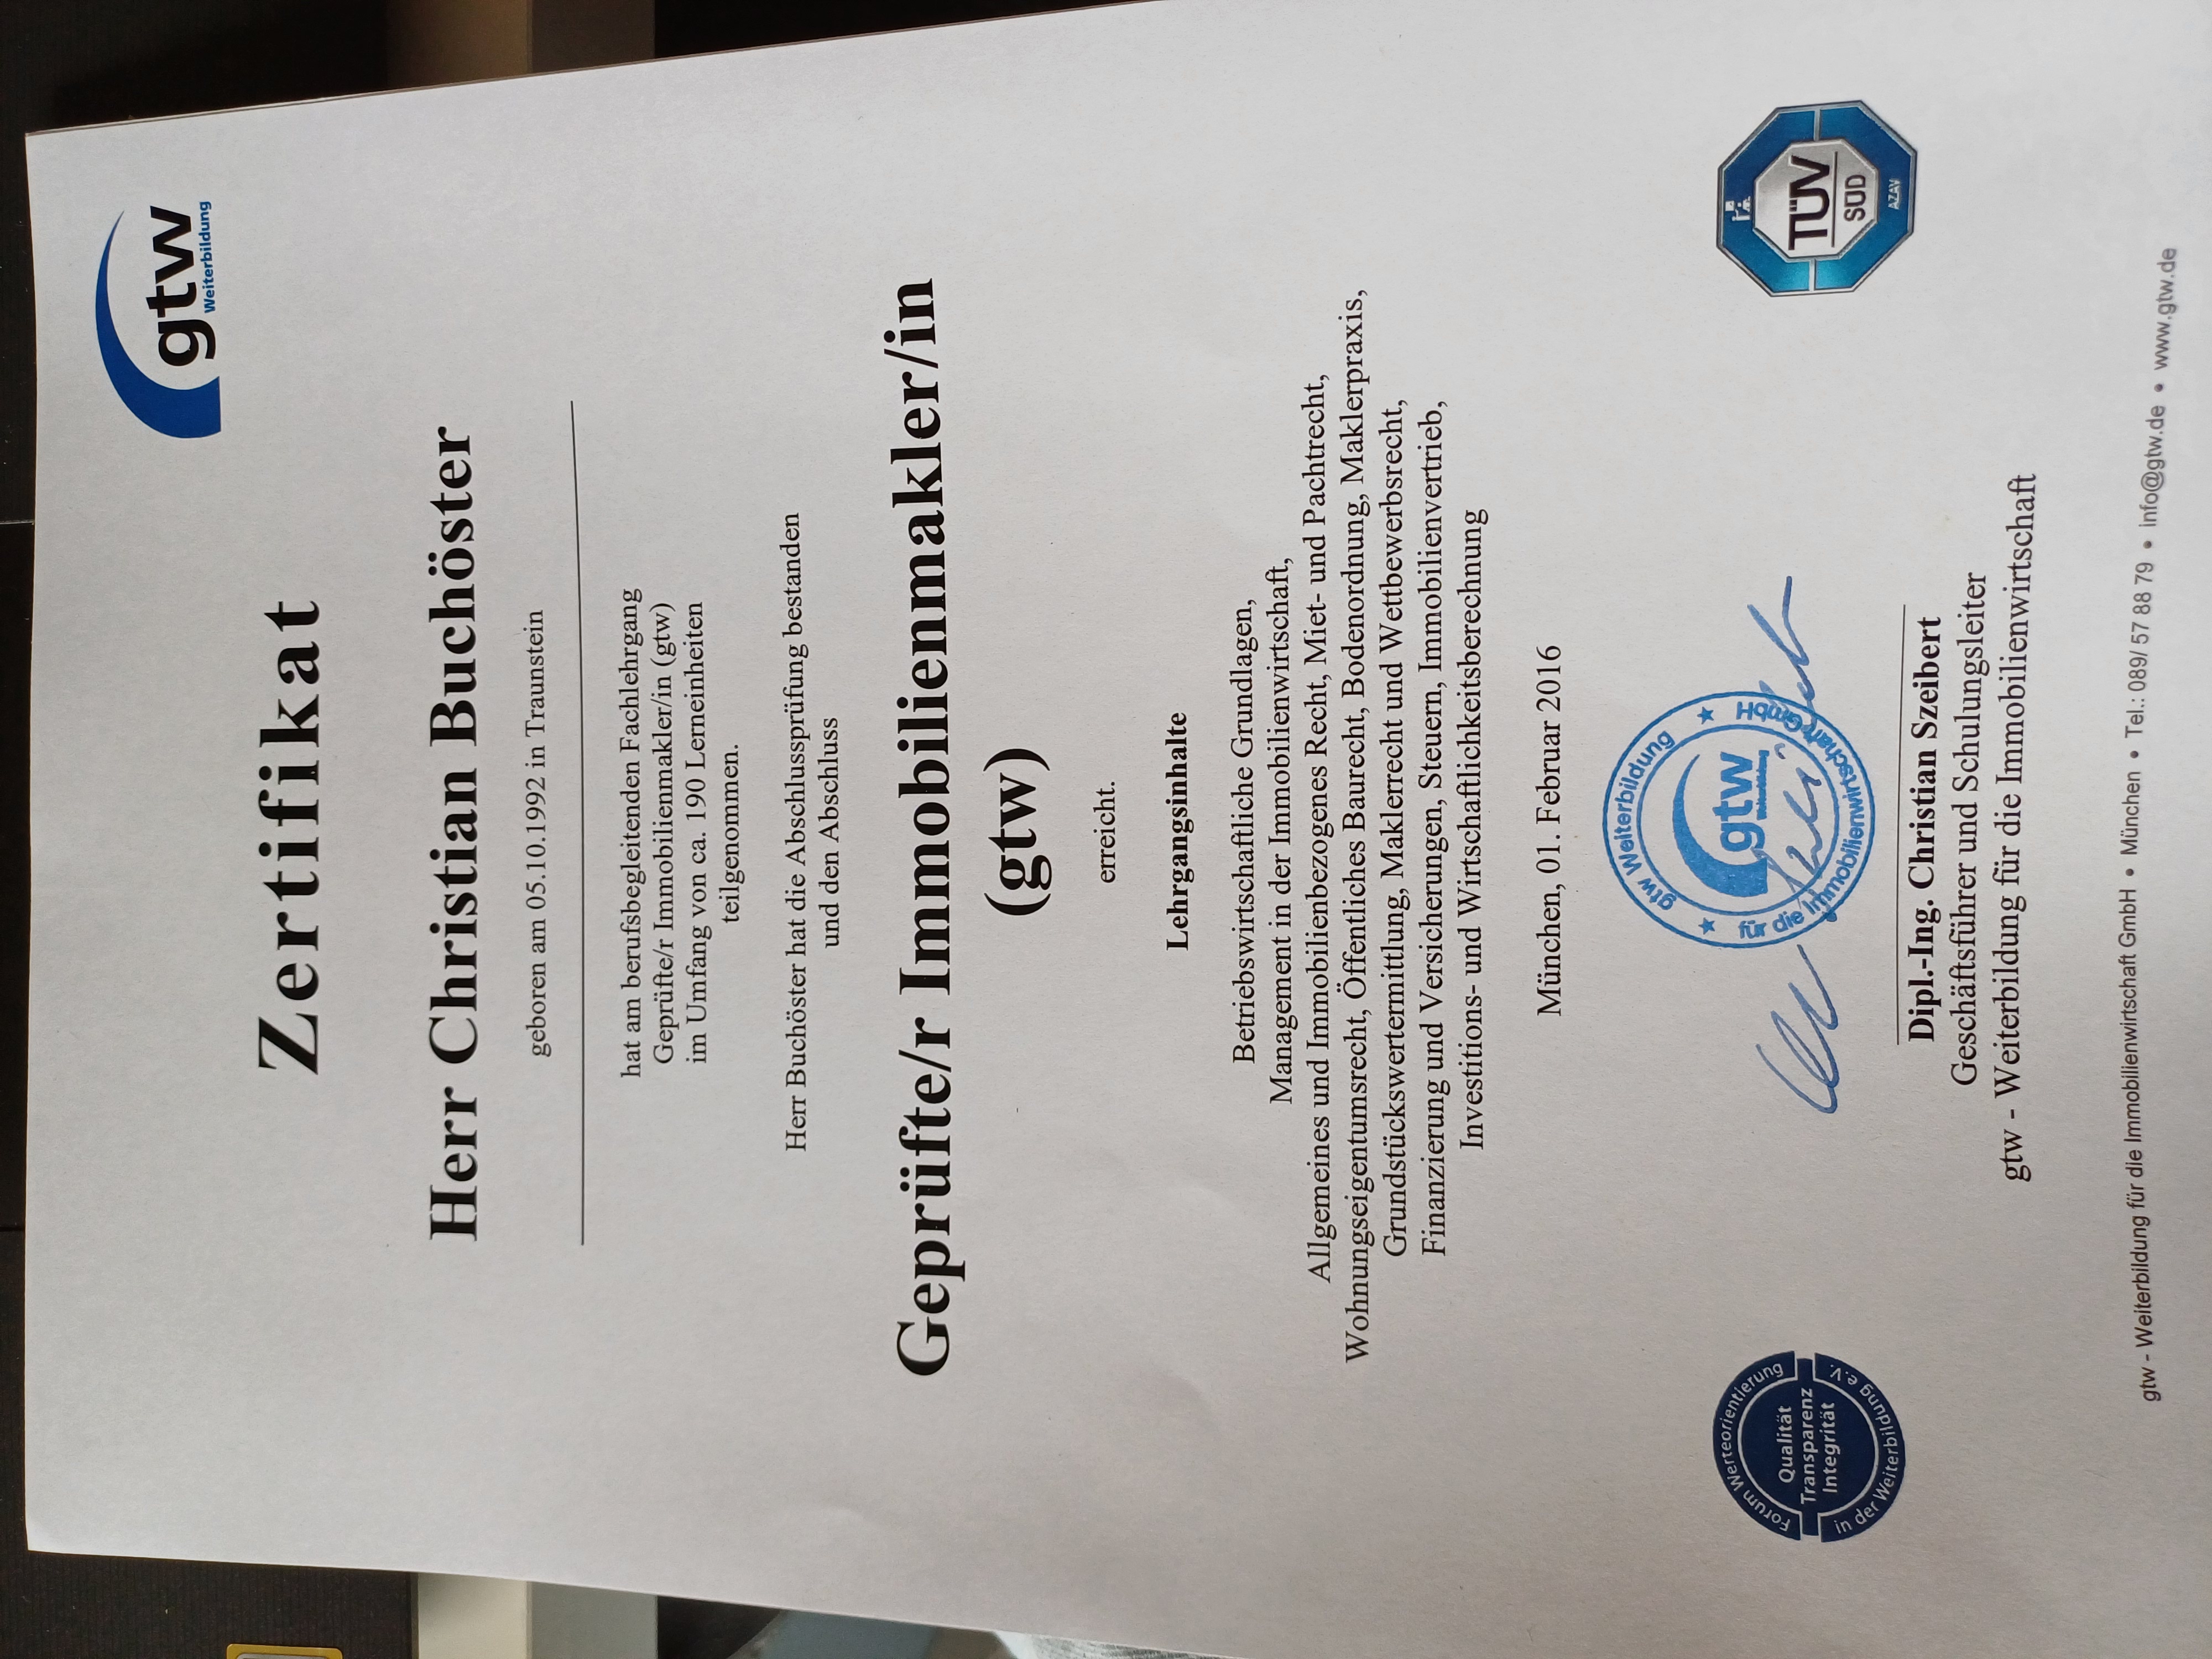 gtw
Weiterbildung
Zertifikat
Herr Christian Buchöster
geboren am 05.10.1992 in Traunstein
hat am berufsbegleitenden Fachlehrgang
Geprüfte/r Immobilienmakler/in (gtw)
im Umfang von ca. 190 Lerneinheiten
teilgenommen.
Herr Buchöster hat die Abschlussprüfung bestanden
und den Abschluss
Geprüfte/r Immobilienmakler/in
(gtw)
erreicht.
Lehrgangsinhalte
Betriebswirtschaftliche Grundlagen,
Management in der Immobilienwirtschaft,
Allgemeines und Immobilienbezogenes Recht, Miet- und Pachtrecht,
Wohnungseigentumsrecht, Öffentliches Baurecht, Bodenordnung, Maklerpraxis,
Grundstückswertermittlung, Maklerrecht und Wettbewerbsrecht,
Finanzierung und Versicherungen, Steuern, Immobilienvertrieb,
Investitions- und Wirtschaftlichkeitsberechnung
München, 01. Februar 2016
gtw Weiterbildung
gtw
Weiterbildung
für die Immobilienwirtschaft GmbH
Forum Werteorientierung
Qualität
Transparenz
Integrität
in der Weiterbildung e.V.
TÜV
SÜD
AZAV
Dipl.-Ing. Christian Szeibert
Geschäftsführer und Schulungsleiter
gtw - Weiterbildung für die Immobilienwirtschaft
gtw - Weiterbildung für die Immobilienwirtschaft GmbH • München • Tel.: 089/ 57 88 79 • info@gtw.de • www.gtw.de